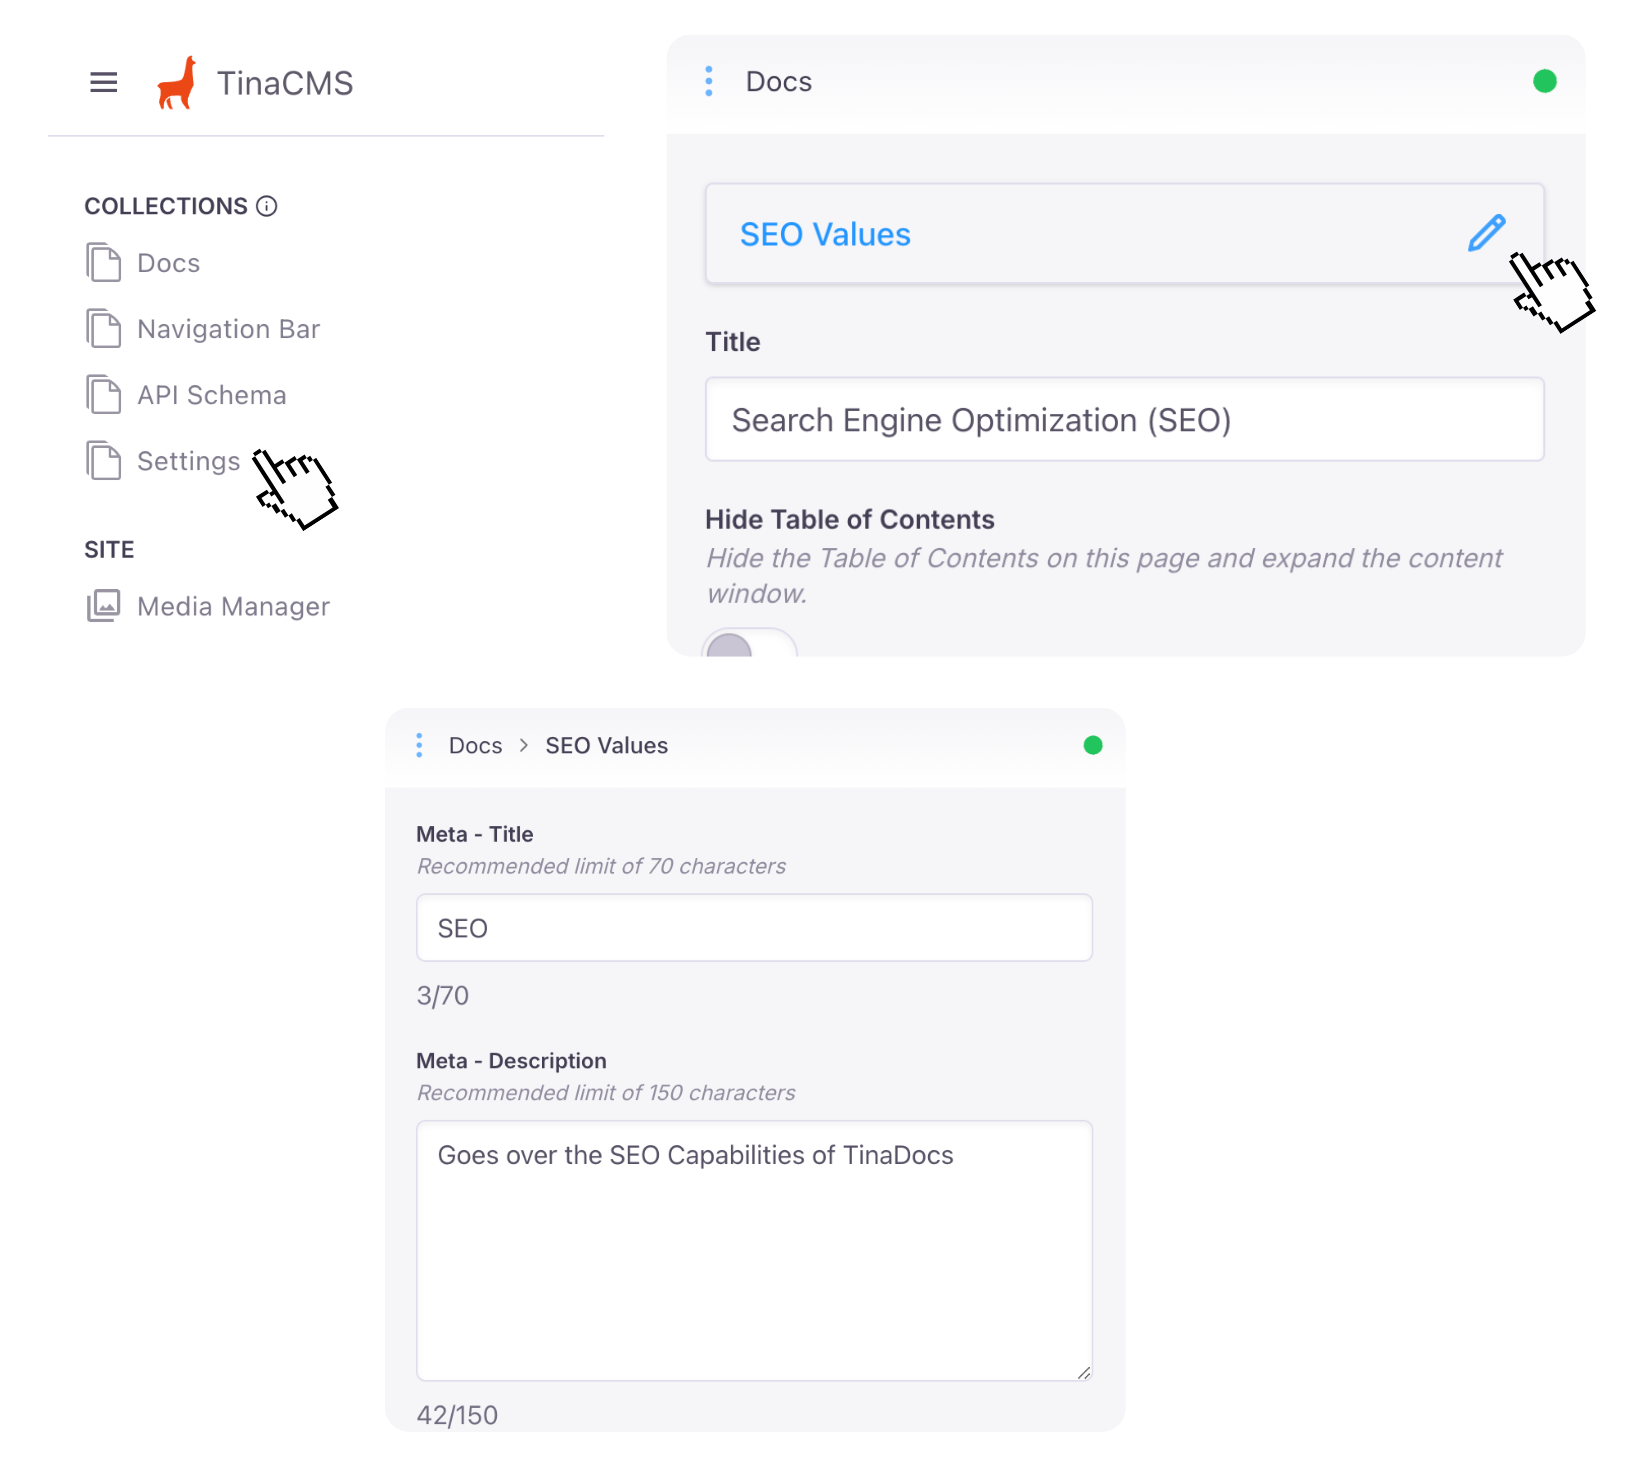 TinaCMS
COLLECTIONS
Docs
Navigation Bar
API Schema
Settings
SITE
Media Manager
Docs
SEO Values
Title
Search Engine Optimization (SEO)
Hide Table of Contents
Hide the Table of Contents on this page and expand the content
window.
Docs > SEO Values
Meta - Title
Recommended limit of 70 characters
SEO
3/70
Meta - Description
Recommended limit of 150 characters
Goes over the SEO Capabilities of TinaDocs
42/150